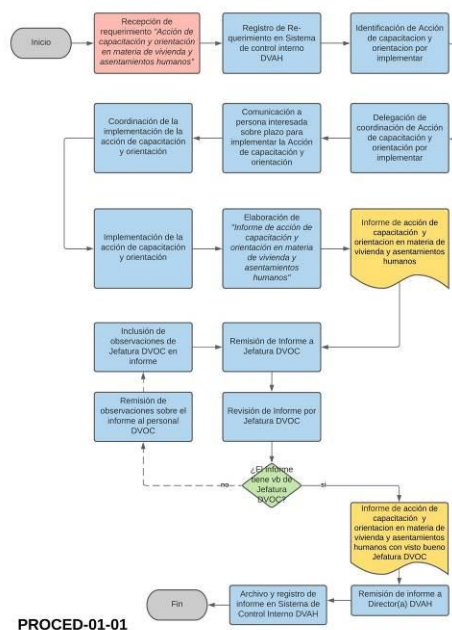 Inicio
Recepción de
requerimiento "Acción de
capacitación y orientación
en materia de vivienda y
asentamientos humanos"
Registro de Re-
querimiento en Sistema
de control interno
DVAH
Identificación de Acción
de capacitacion y
orientacion por
implementar
Coordinación de la
implementación de la
acción de capacitación
y orientación
Comunicación a
persona interesada
sobre plazo para
implementar la Acción
de capacitación y
orientación
Delegación de
coordinación de Acción
de capacitación y
orientación por
implementar
Implementación de la
acción de capacitación
y orientación
Elaboración de
"Informe de acción de
capacitación y
orientación en materia
de vivienda y
asentamientos
humanos"
Informe de acción de
capacitación y
orientacion en materia de
vivienda y asentamientos
humanos
Inclusión de
observaciones de
Jefatura DVOC en
informe
Remisión de Informe a
Jefatura DVOC
Remisión de
observaciones sobre el
informe al personal
DVOC
Revisión de Informe por
Jefatura DVOC
¿El informe
tiene vb de
Jefatura
DVOC?
no
si
Informe de acción de
capacitación y
orientacion en materia de
vivienda y asentamientos
humanos con visto bueno
Jefatura DVOC
Fin
Archivo y registro de
informe en Sistema de
Control Interno DVAH
Remisión de informe a
Director(a) DVAH
PROCED-01-01